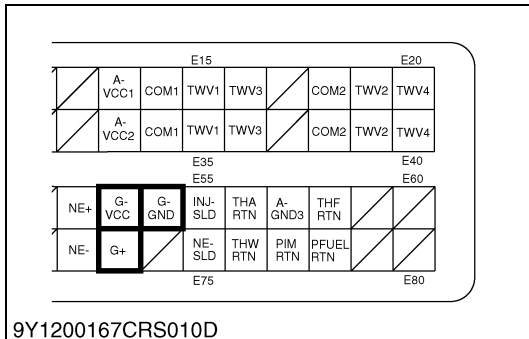 E15 E20
A-
VCC1 COM1 TWV1 TWV3 COM2 TWV2 TWV4
A-
VCC2 COM1 TWV1 TWV3 COM2 TWV2 TWV4
E35 E40
E55 E60
NE+ G-
VCC G-
GND INJ-
SLD THA
RTN A-
GND3 THF
RTN
NE- G+ NE-
SLD THW
RTN PIM
RTN PFUEL
RTN
E75 E80
9Y1200167CRS010D